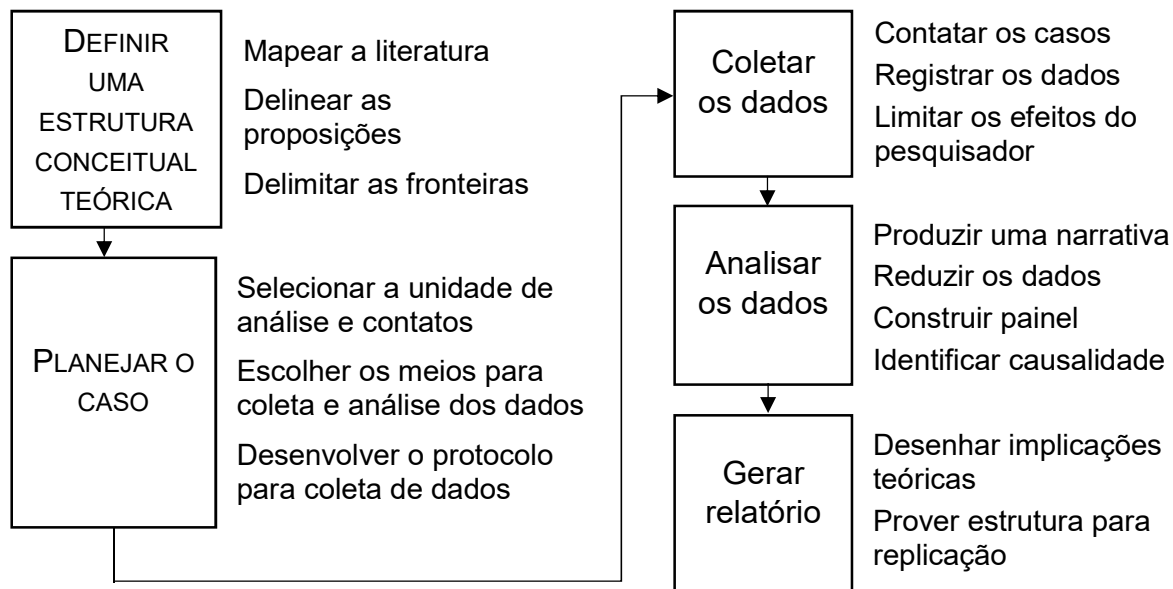 DEFINIR
UMA
ESTRUTURA
CONCEITUAL
TEÓRICA
Mapear a literatura
Delinear as
proposições
Delimitar as fronteiras
PLANEJAR O
CASO
Selecionar a unidade de
análise e contatos
Escolher os meios para
coleta e análise dos dados
Desenvolver o protocolo
para coleta de dados
Coletar
os dados
Contatar os casos
Registrar os dados
Limitar os efeitos do
pesquisador
Analisar
os dados
Produzir uma narrativa
Reduzir os dados
Construir painel
Identificar causalidade
Gerar
relatório
Desenhar implicações
teóricas
Prover estrutura para
replicação